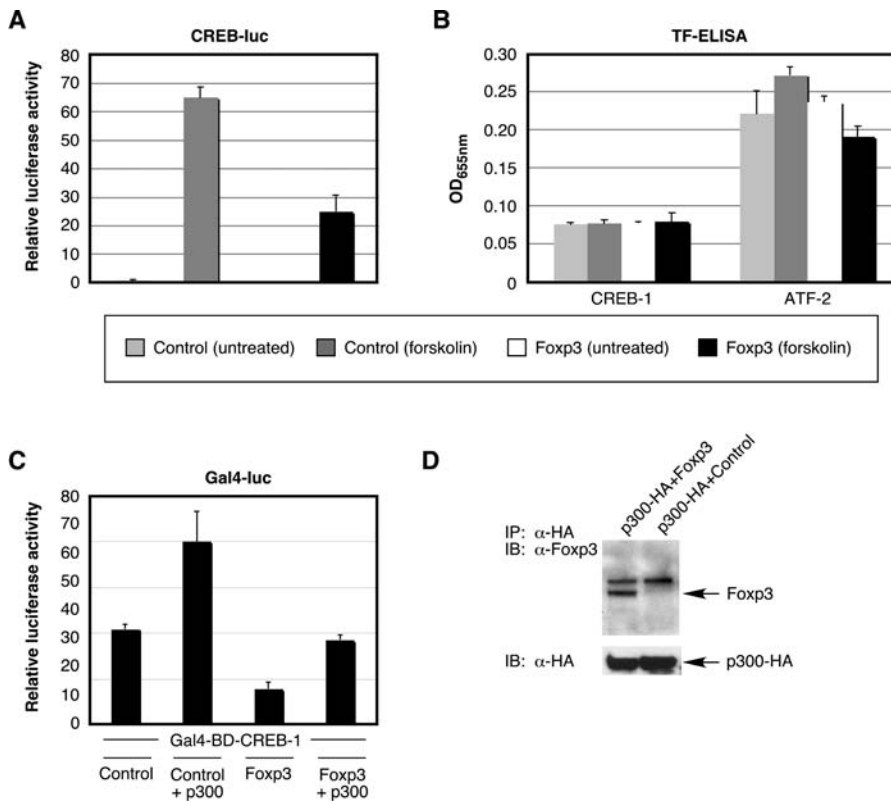 A
CREB-luc
Relative luciferase activity
80
70
60
50
40
30
20
10
0
B
TF-ELISA
OD655nm
0.30
0.25
0.20
0.15
0.10
0.05
0
CREB-1
ATF-2
Control (untreated)
Control (forskolin)
Foxp3 (untreated)
Foxp3 (forskolin)
C
Gal4-luc
Relative luciferase activity
80
70
60
50
40
30
20
10
0
Gal4-BD-CREB-1
Control
Control
+ p300
Foxp3
Foxp3
+ p300
D
p300-HA+Foxp3
p300-HA+Control
IP: α-HA
IB: α-Foxp3
Foxp3
IB: α-HA
p300-HA